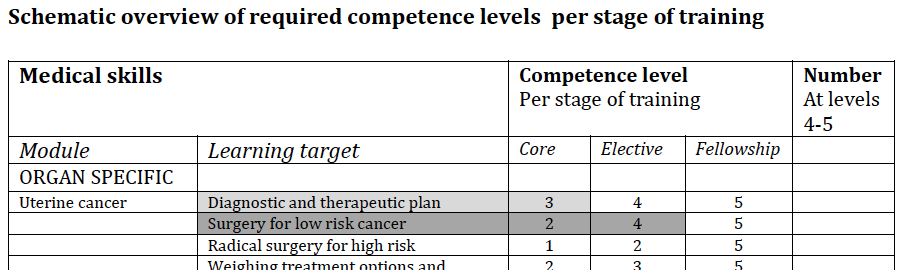 Schematic overview of required competence levels per stage of training
Medical skills Competence level Number
Per stage of training At levels
4-5
Module Learning target Core Elective Fellowship
ORGAN SPECIFIC
Uterine cancer Diagnostic and therapeutic plan 3 4 5
Surgery for low risk cancer 2 4 5
Radical surgery for high risk 1 2 5
Weighing treatment options and 2 3 5